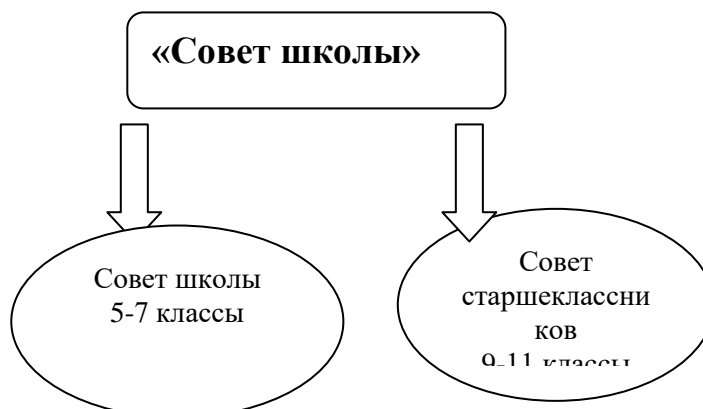 «Совет школы»
Совет школы
5-7 классы
Совет
старшеклассни
ков
9-11 классы